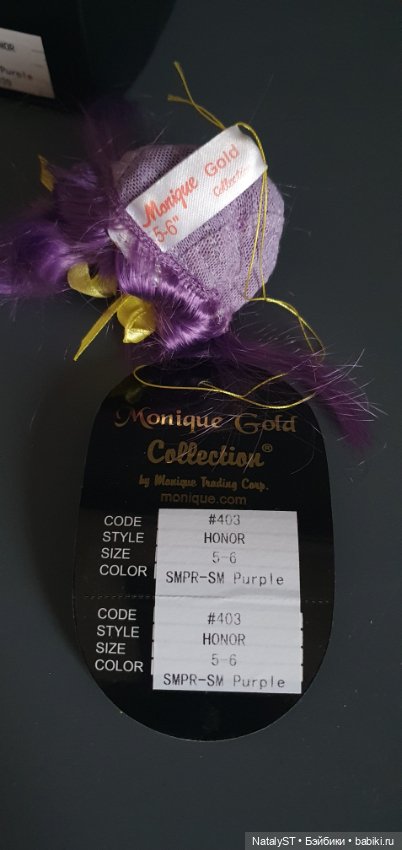 NOR
Purple
Monique Gold
Collection
5-6"
Monique Gold
Collection®
by Monique Trading Corp.
monique.com
CODE #403
STYLE HONOR
SIZE 5-6
COLOR SMPR-SM Purple
CODE #403
STYLE HONOR
SIZE 5-6
COLOR SMPR-SM Purple
NatalyST • Бэйбики • babiki.ru